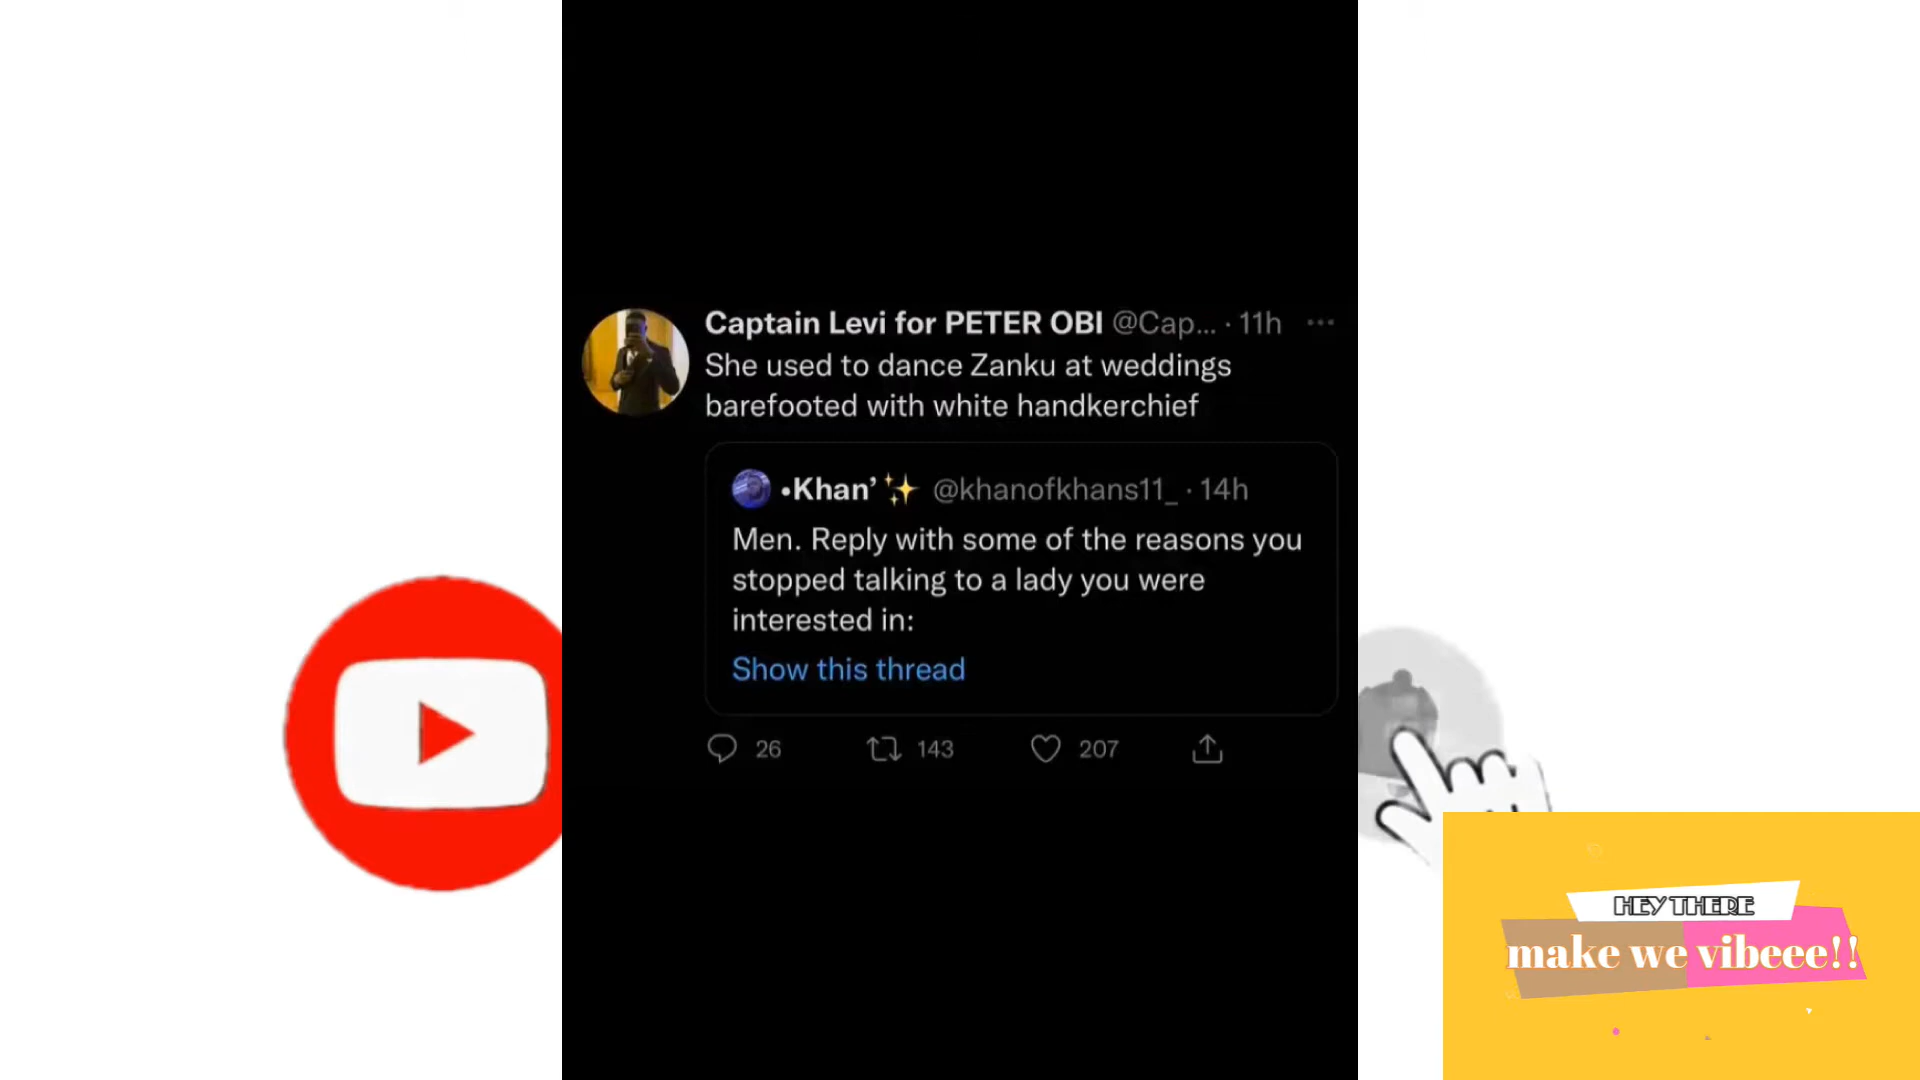 Captain Levi for PETER OBI @Cap... · 11h
She used to dance Zanku at weddings
barefooted with white handkerchief
•Khan’✨ @khanofkhans11_ · 14h
Men. Reply with some of the reasons you
stopped talking to a lady you were
interested in:
Show this thread
26 143 207
HEY THERE
make we vibeee!!